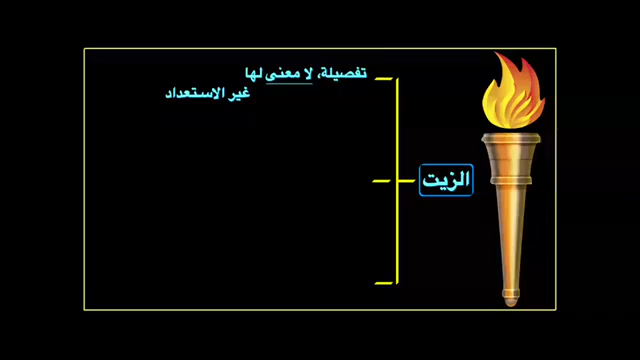 تفصيلة، لا معنى لها
غير الاستعداد
الزيت